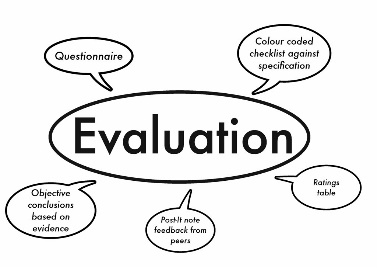 Questionnaire
Colour coded
checklist against
specification
Evaluation
Objective
conclusions
based on
evidence
Post-It note
feedback from
peers
Ratings
table